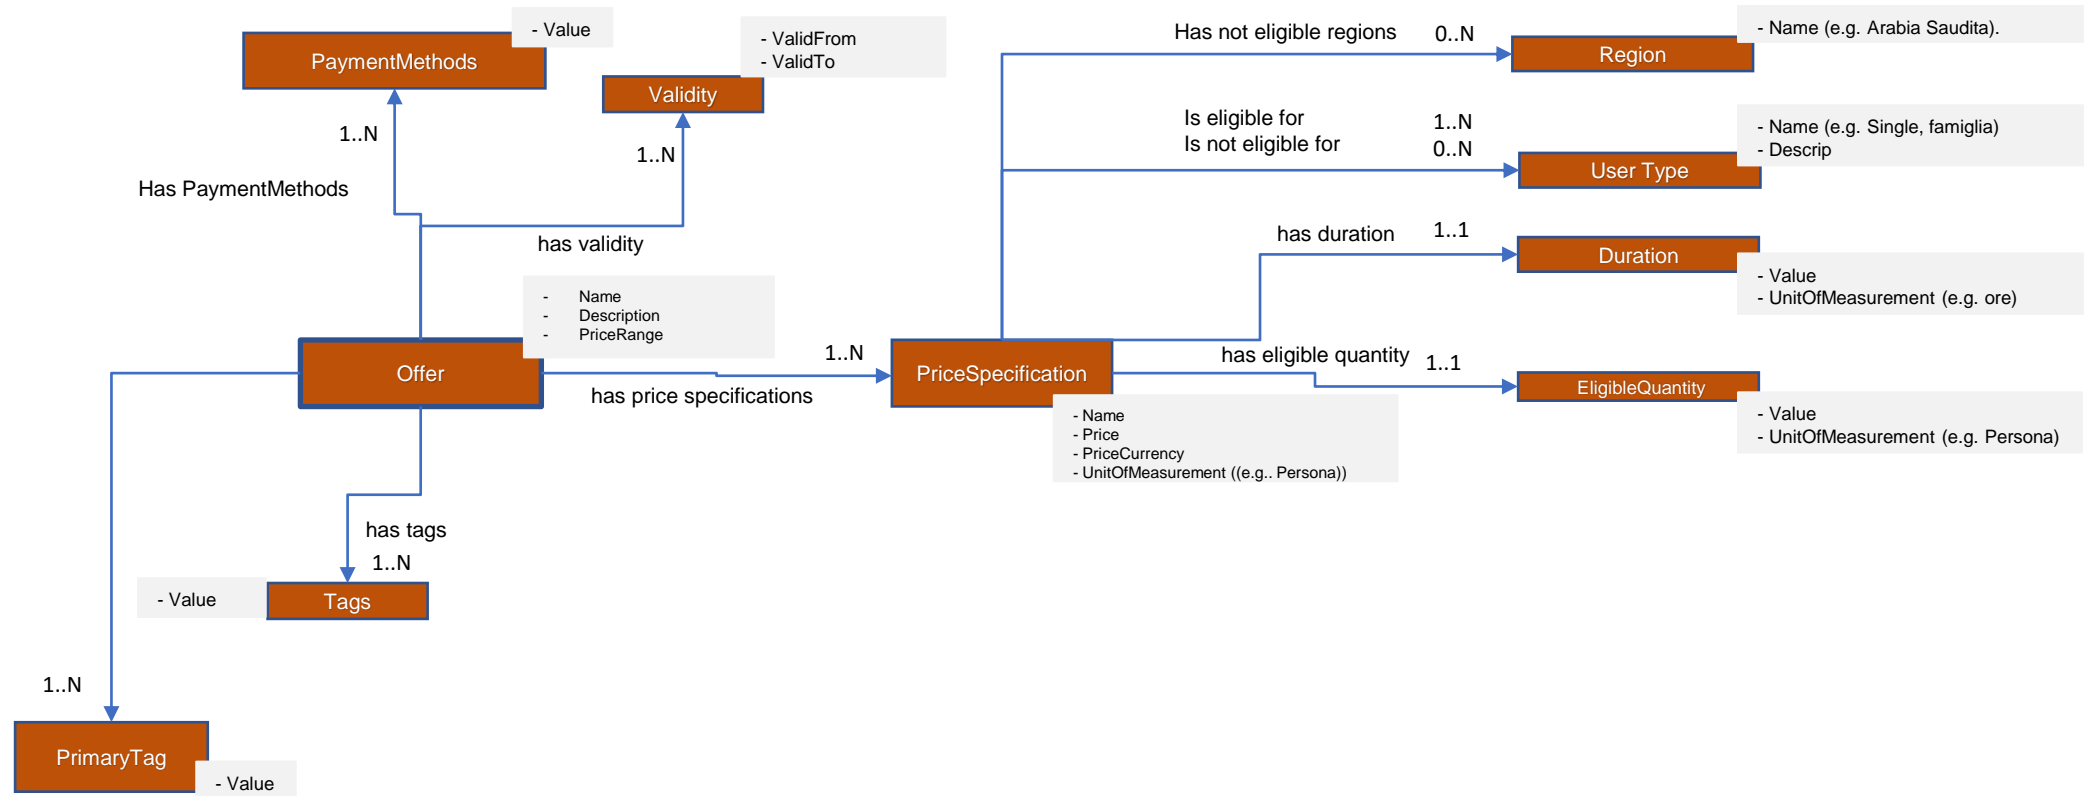 - Value
PaymentMethods
- ValidFrom
- ValidTo
Validity
Has not eligible regions 0..N
- Name (e.g. Arabia Saudita).
Region
1..N
1..N
Has PaymentMethods
has validity
Is eligible for 1..N
Is not eligible for 0..N
- Name (e.g. Single, famiglia)
- Descrip
User Type
has duration 1..1
Duration
- Value
- UnitOfMeasurement (e.g. ore)
- Name
- Description
- PriceRange
Offer
1..N
has price specifications
PriceSpecification
has eligible quantity 1..1
EligibleQuantity
- Value
- UnitOfMeasurement (e.g. Persona)
- Name
- Price
- PriceCurrency
- UnitOfMeasurement ((e.g.. Persona))
has tags
1..N
- Value
Tags
1..N
PrimaryTag
- Value